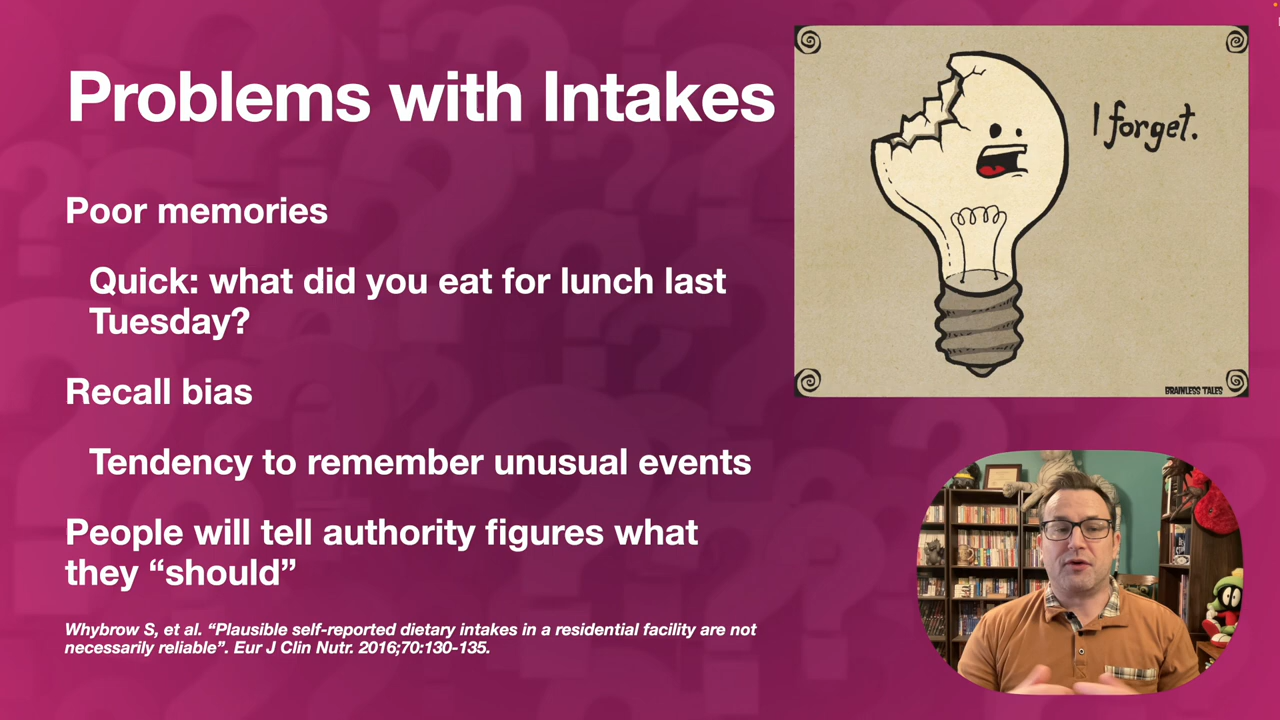 Problems with Intakes
I forget.
Poor memories
Quick: what did you eat for lunch last
Tuesday?
Recall bias
Tendency to remember unusual events
People will tell authority figures what
they “should”
Whybrow S, et al. “Plausible self-reported dietary intakes in a residential facility are not
necessarily reliable”. Eur J Clin Nutr. 2016;70:130-135.
BRAINLESS TALES